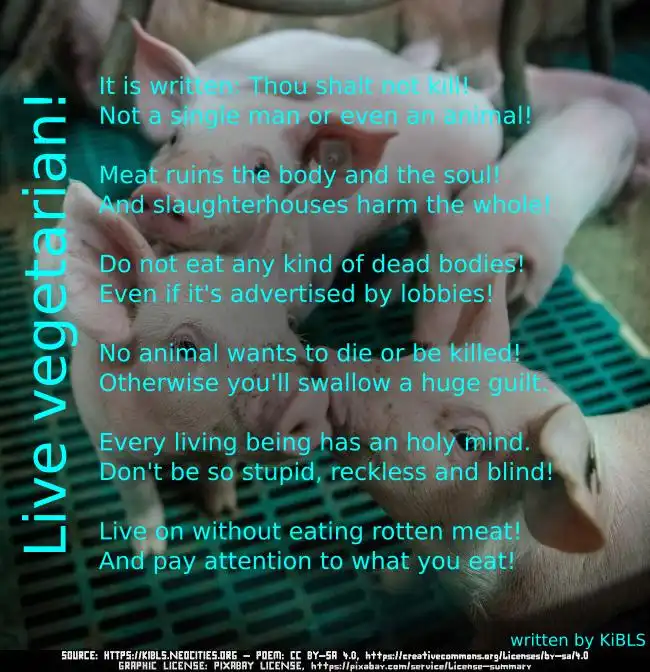 Live vegetarian!
It is written: Thou shalt not kill!
Not a single man or even an animal!
Meat ruins the body and the soul!
And slaughterhouses harm the whole!
Do not eat any kind of dead bodies!
Even if it's advertised by lobbies!
No animal wants to die or be killed!
Otherwise you'll swallow a huge guilt.
Every living being has an holy mind.
Don't be so stupid, reckless and blind!
Live on without eating rotten meat!
And pay attention to what you eat!
written by KiBLS
SOURCE: HTTPS://KIBLS.NEOCITIES.ORG – POEM: CC BY-SA 4.0, https://creativecommons.org/licenses/by-sa/4.0
GRAPHIC LICENSE: PIXABAY LICENSE, https://pixabay.com/service/license-summary